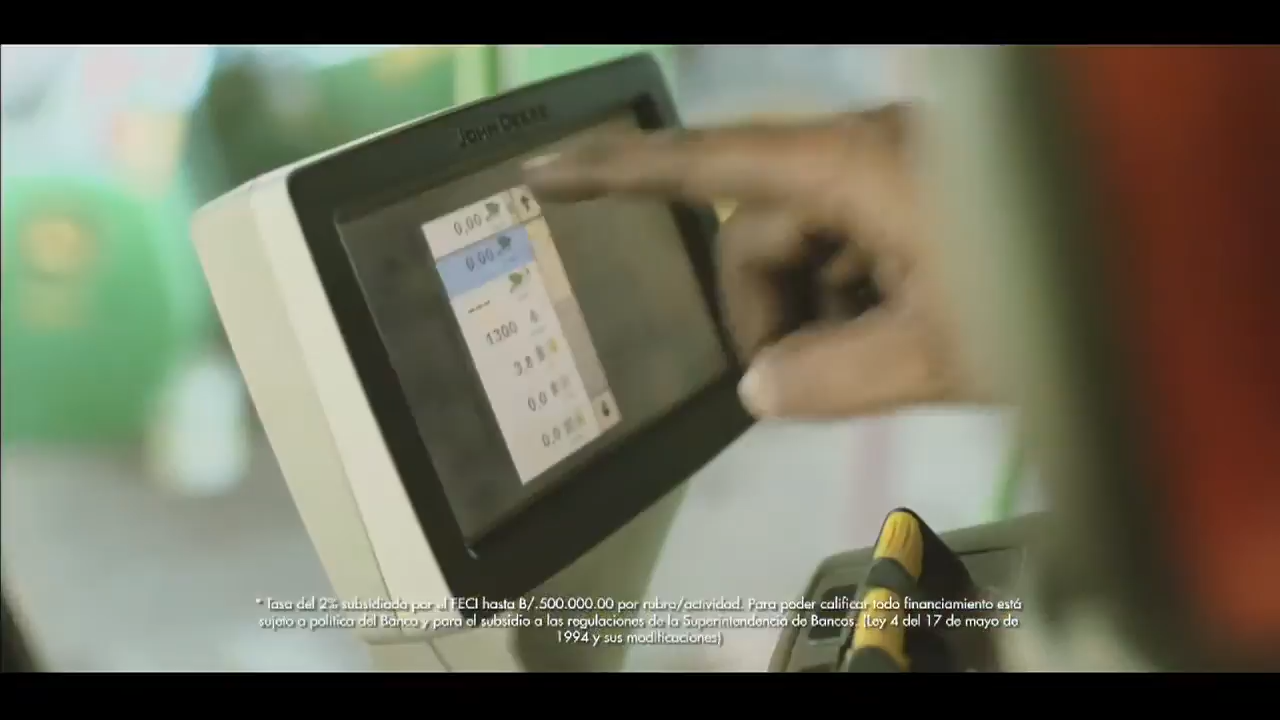 JOHN DEERE
0,00
0,00
---
1300
3.8
0.0
0.0
* Tasa del 2% subsidiada por el FECI hasta B/.500.000.00 por rubro/actividad. Para poder calificar todo financiamiento está
sujeto a política del Banco y para el subsidio a las regulaciones de la Superintendencia de Bancos. (Ley 4 del 17 de mayo de
1994 y sus modificaciones)